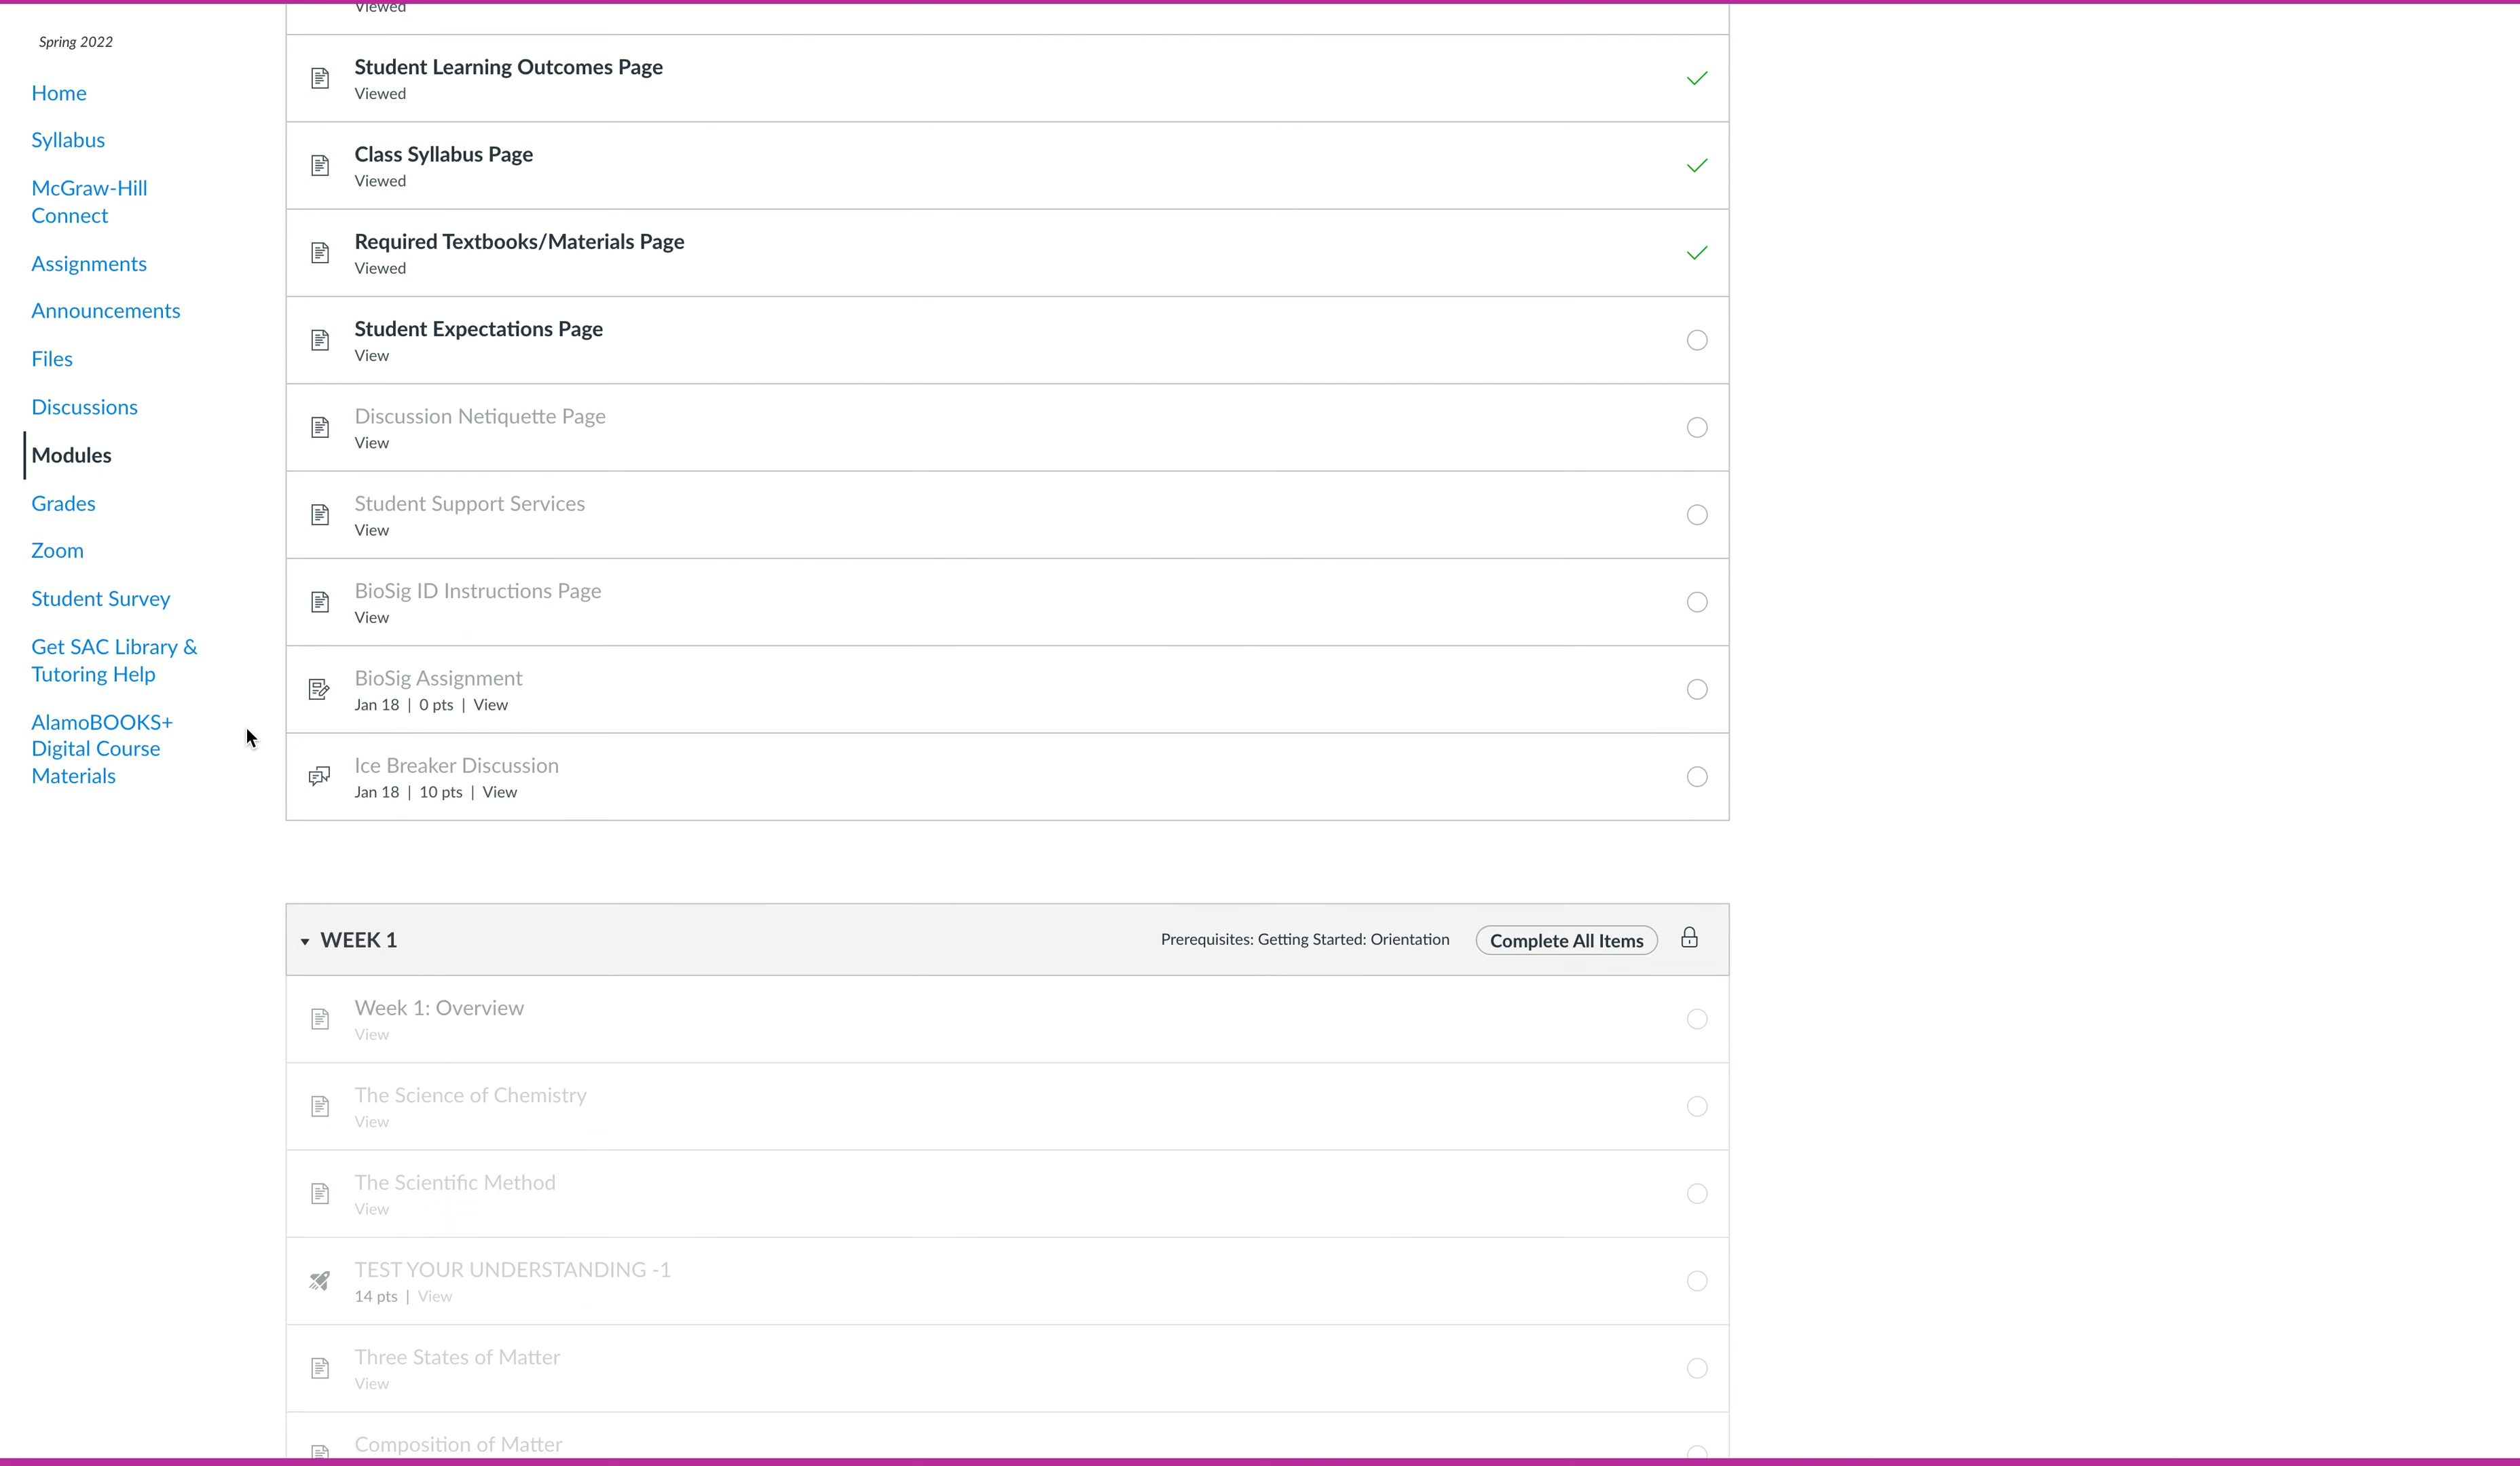 Spring 2022
Home
Syllabus
McGraw-Hill
Connect
Assignments
Announcements
Files
Discussions
Modules
Grades
Zoom
Student Survey
Get SAC Library &
Tutoring Help
AlamoBOOKS+
Digital Course
Materials
Viewed
Student Learning Outcomes Page
Viewed
Class Syllabus Page
Viewed
Required Textbooks/Materials Page
Viewed
Student Expectations Page
View
Discussion Netiquette Page
View
Student Support Services
View
BioSig ID Instructions Page
View
BioSig Assignment
Jan 18 | 0 pts | View
Ice Breaker Discussion
Jan 18 | 10 pts | View
WEEK 1 Prerequisites: Getting Started: Orientation Complete All Items
Week 1: Overview
View
The Science of Chemistry
View
The Scientific Method
View
TEST YOUR UNDERSTANDING -1
14 pts | View
Three States of Matter
View
Composition of Matter